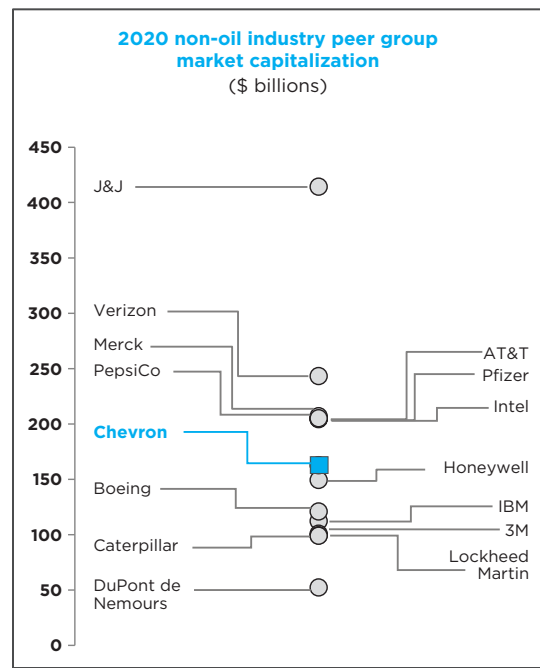 2020 non-oil industry peer group
market capitalization
($ billions)
450
400
350
300
250
200
150
100
50
0
J&J
Verizon
Merck
PepsiCo
Chevron
Boeing
Caterpillar
DuPont de
Nemours
AT&T
Pfizer
Intel
Honeywell
IBM
3M
Lockheed
Martin